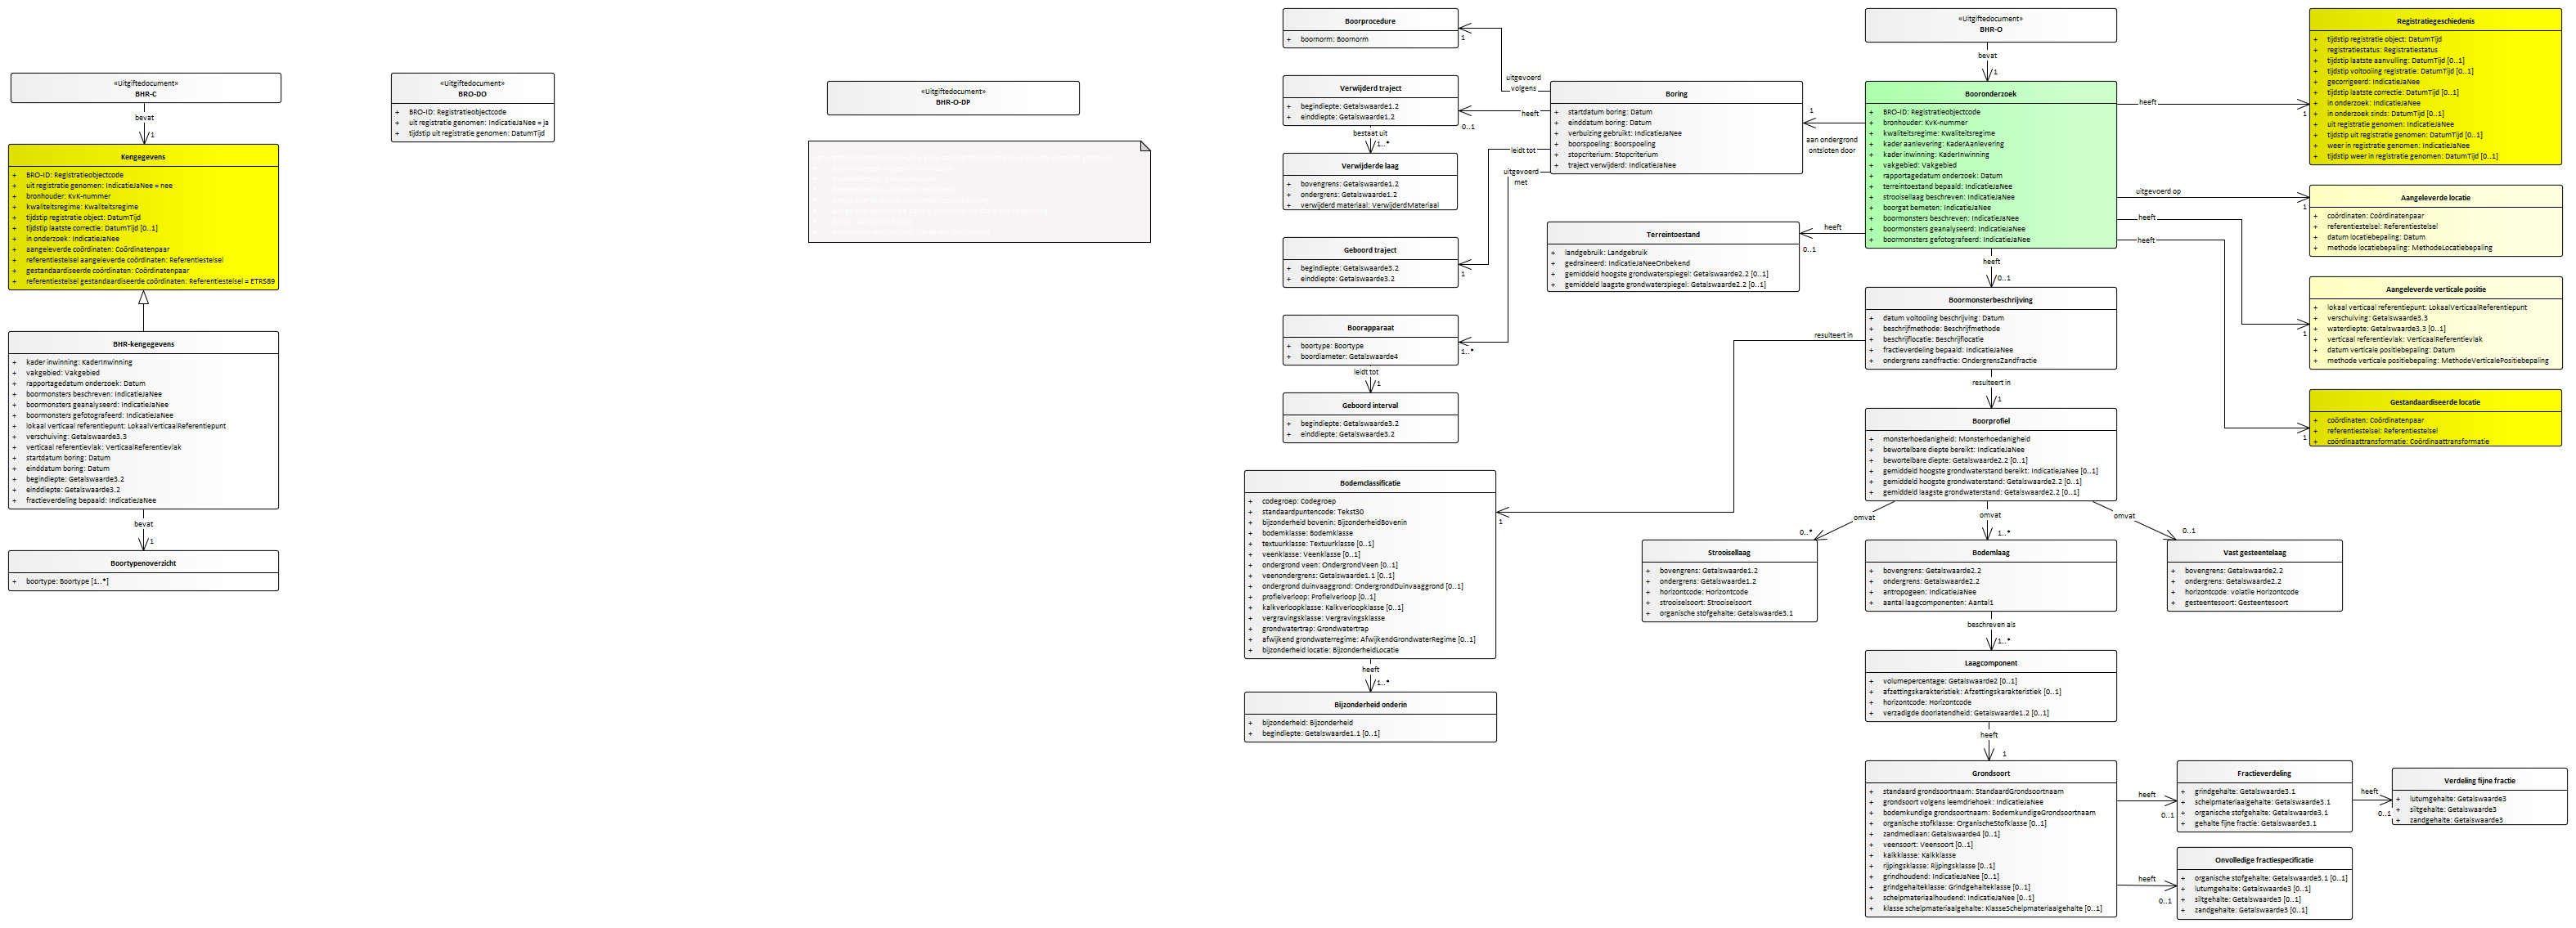 «Uitgiftedocument»
BHR-C
bevat
1
Kengegevens
+ BRO-ID: Registratieobjectcode
+ uit registratie genomen: IndicatieJaNee = nee
+ bronhouder: KvK-nummer
+ kwaliteitsregime: Kwaliteitsregime
+ tijdstip registratie object: DatumTijd
+ tijdstip laatste correctie: DatumTijd [0..1]
+ in onderzoek: IndicatieJaNee
+ aangeleverde coördinaten: Coördinatenpaar
+ referentiestelsel aangeleverde coördinaten: Referentiestelsel
+ gestandaardiseerde coördinaten: Coördinatenpaar
+ referentiestelsel gestandaardiseerde coördinaten: Referentiestelsel = ETRS89
BHR-kengegevens
+ kader inwinning: KaderInwinning
+ vakgebied: Vakgebied
+ rapportagedatum onderzoek: Datum
+ boormonsters beschreven: IndicatieJaNee
+ boormonsters geanalyseerd: IndicatieJaNee
+ boormonsters gefotografeerd: IndicatieJaNee
+ lokaal verticaal referentiepunt: LokaalVerticaalReferentiepunt
+ verschuiving: Getalswaarde3.3
+ verticaal referentievlak: VerticaalReferentievlak
+ startdatum boring: Datum
+ einddatum boring: Datum
+ begindiepte: Getalswaarde3.2
+ einddiepte: Getalswaarde3.2
+ fractieverdeling bepaald: IndicatieJaNee
bevat
1
Boortypenoverzicht
+ boortype: Boortype [1..*]
«Uitgiftedocument»
BRO-DO
+ BRO-ID: Registratieobjectcode
+ uit registratie genomen: IndicatieJaNee = ja
+ tijdstip uit registratie genomen: DatumTijd
«Uitgiftedocument»
BHR-O-DP
Boorprocedure
+ boornorm: Boornorm
1
uitgevoerd
volgens
Verwijderd traject
+ begindiepte: Getalswaarde1.2
+ einddiepte: Getalswaarde1.2
heeft
0..1
bestaat uit
1..*
Verwijderde laag
+ bovengrens: Getalswaarde1.2
+ ondergrens: Getalswaarde1.2
+ verwijderd materiaal: VerwijderdMateriaal
leidt tot
uitgevoerd
met
Geboord traject
+ begindiepte: Getalswaarde3.2
+ einddiepte: Getalswaarde3.2
1
Boorapparaat
+ boortype: Boortype
+ boordiameter: Getalswaarde4
1..*
leidt tot
1
Geboord interval
+ begindiepte: Getalswaarde3.2
+ einddiepte: Getalswaarde3.2
Boring
+ startdatum boring: Datum
+ einddatum boring: Datum
+ verbuizing gebruikt: IndicatieJaNee
+ boorspoeling: Boorspoeling
+ stopcriterium: Stopcriterium
+ traject verwijderd: IndicatieJaNee
1
aan ondergrond
ontsloten door
Terreintoestand
+ landgebruik: Landgebruik
+ gedraineerd: IndicatieJaNeeOnbekend
+ gemiddeld hoogste grondwaterspiegel: Getalswaarde2.2 [0..1]
+ gemiddeld laagste grondwaterspiegel: Getalswaarde2.2 [0..1]
heeft
0..1
«Uitgiftedocument»
BHR-O
bevat
1
Booronderzoek
+ BRO-ID: Registratieobjectcode
+ bronhouder: KvK-nummer
+ kwaliteitsregime: Kwaliteitsregime
+ kader aanlevering: KaderAanlevering
+ kader inwinning: KaderInwinning
+ vakgebied: Vakgebied
+ rapportagedatum onderzoek: Datum
+ terreintoestand bepaald: IndicatieJaNee
+ strooisellaag beschreven: IndicatieJaNee
+ boorgat bemeten: IndicatieJaNee
+ boormonsters beschreven: IndicatieJaNee
+ boormonsters geanalyseerd: IndicatieJaNee
+ boormonsters gefotografeerd: IndicatieJaNee
heeft
0..1
Boormonsterbeschrijving
+ datum voltooiing beschrijving: Datum
+ beschrijfmethode: Beschrijfmethode
+ beschrijflocatie: Beschrijflocatie
+ fractieverdeling bepaald: IndicatieJaNee
+ ondergrens zandfractie: OndergrensZandfractie
resulteert in
resulteert in
1
Boorprofiel
+ monsterhoedanigheid: Monsterhoedanigheid
+ bewortelbare diepte bereikt: IndicatieJaNee
+ bewortelbare diepte: Getalswaarde2.2 [0..1]
+ gemiddeld hoogste grondwaterstand bereikt: IndicatieJaNee [0..1]
+ gemiddeld hoogste grondwaterstand: Getalswaarde2.2 [0..1]
+ gemiddeld laagste grondwaterstand: Getalswaarde2.2 [0..1]
omvat
omvat
omvat
0..*
1..*
0..1
Strooisellaag
+ bovengrens: Getalswaarde1.2
+ ondergrens: Getalswaarde1.2
+ horizontcode: Horizontcode
+ strooiselsoort: Strooiselsoort
+ organische stofgehalte: Getalswaarde3.1
Bodemlaag
+ bovengrens: Getalswaarde2.2
+ ondergrens: Getalswaarde2.2
+ antropogeen: IndicatieJaNee
+ aantal laagcomponenten: Aantal1
Vast gesteentelaag
+ bovengrens: Getalswaarde2.2
+ ondergrens: Getalswaarde2.2
+ horizontcode: volatile Horizontcode
+ gesteentesoort: Gesteentesoort
beschreven als
1..*
Laagcomponent
+ volumepercentage: Getalswaarde2 [0..1]
+ afzettingskarakteristiek: Afzettingskarakteristiek [0..1]
+ horizontcode: Horizontcode
+ verzadigde doorlatendheid: Getalswaarde1.2 [0..1]
heeft
1
Grondsoort
+ standaard grondsoortnaam: StandaardGrondsoortnaam
+ grondsoort volgens leemdriehoek: IndicatieJaNee
+ bodemkundige grondsoortnaam: BodemkundigeGrondsoortnaam
+ organische stofklasse: OrganischeStofklasse [0..1]
+ zandmediaan: Getalswaarde4 [0..1]
+ veensoort: Veensoort [0..1]
+ kalkklasse: Kalkklasse
+ rijpingsklasse: Rijpingsklasse [0..1]
+ grindhoudend: IndicatieJaNee [0..1]
+ grindgehalteklasse: Grindgehalteklasse [0..1]
+ schelpmateriaalhoudend: IndicatieJaNee [0..1]
+ klasse schelpmateriaalgehalte: KlasseSchelpmateriaalgehalte [0..1]
heeft
0..1
Fractieverdeling
+ grindgehalte: Getalswaarde3.1
+ schelpmateriaalgehalte: Getalswaarde3.1
+ organische stofgehalte: Getalswaarde3.1
+ gehalte fijne fractie: Getalswaarde3.1
heeft
0..1
Verdeling fijne fractie
+ lutumgehalte: Getalswaarde3
+ siltgehalte: Getalswaarde3
+ zandgehalte: Getalswaarde3
heeft
0..1
Onvolledige fractiespecificatie
+ organische stofgehalte: Getalswaarde3.1 [0..1]
+ lutumgehalte: Getalswaarde3 [0..1]
+ siltgehalte: Getalswaarde3 [0..1]
+ zandgehalte: Getalswaarde3 [0..1]
Bodemclassificatie
+ codegroep: Codegroep
+ standaardpuntencode: Tekst30
+ bijzonderheid bovenin: BijzonderheidBovenin
+ bodemklasse: Bodemklasse
+ textuurklasse: Textuurklasse [0..1]
+ veenklasse: Veenklasse [0..1]
+ ondergrond veen: OndergrondVeen [0..1]
+ veenondergrens: Getalswaarde1.1 [0..1]
+ ondergrond duinvaaggrond: OndergrondDuinvaaggrond [0..1]
+ profielverloop: Profielverloop [0..1]
+ kalkverloopklasse: Kalkverloopklasse [0..1]
+ vergravingsklasse: Vergravingsklasse
+ grondwatertrap: Grondwatertrap
+ afwijkend grondwaterregime: AfwijkendGrondwaterRegime [0..1]
+ bijzonderheid locatie: BijzonderheidLocatie
1
heeft
1..*
Bijzonderheid onderin
+ bijzonderheid: Bijzonderheid
+ begindiepte: Getalswaarde1.1 [0..1]
heeft
1
Registratiegeschiedenis
+ tijdstip registratie object: DatumTijd
+ registratiestatus: Registratiestatus
+ tijdstip laatste aanvulling: DatumTijd [0..1]
+ tijdstip voltooiing registratie: DatumTijd [0..1]
+ gecorrigeerd: IndicatieJaNee
+ tijdstip laatste correctie: DatumTijd [0..1]
+ in onderzoek: IndicatieJaNee
+ in onderzoek sinds: DatumTijd [0..1]
+ uit registratie genomen: IndicatieJaNee
+ tijdstip uit registratie genomen: DatumTijd [0..1]
+ weer in registratie genomen: IndicatieJaNee
+ tijdstip weer in registratie genomen: DatumTijd [0..1]
uitgevoerd op
1
Aangeleverde locatie
+ coördinaten: Coördinatenpaar
+ referentiestelsel: Referentiestelsel
+ datum locatiebepaling: Datum
+ methode locatiebepaling: MethodeLocatiebepaling
heeft
1
Aangeleverde verticale positie
+ lokaal verticaal referentiepunt: LokaalVerticaalReferentiepunt
+ verschuiving: Getalswaarde3.3
+ waterdiepte: Getalswaarde3.3 [0..1]
+ verticaal referentievlak: VerticaalReferentievlak
+ datum verticale positiebepaling: Datum
+ methode verticale positiebepaling: MethodeVerticalePositiebepaling
heeft
1
Gestandaardiseerde locatie
+ coördinaten: Coördinatenpaar
+ referentiestelsel: Referentiestelsel
+ coördinaattransformatie: Coördinaattransformatie